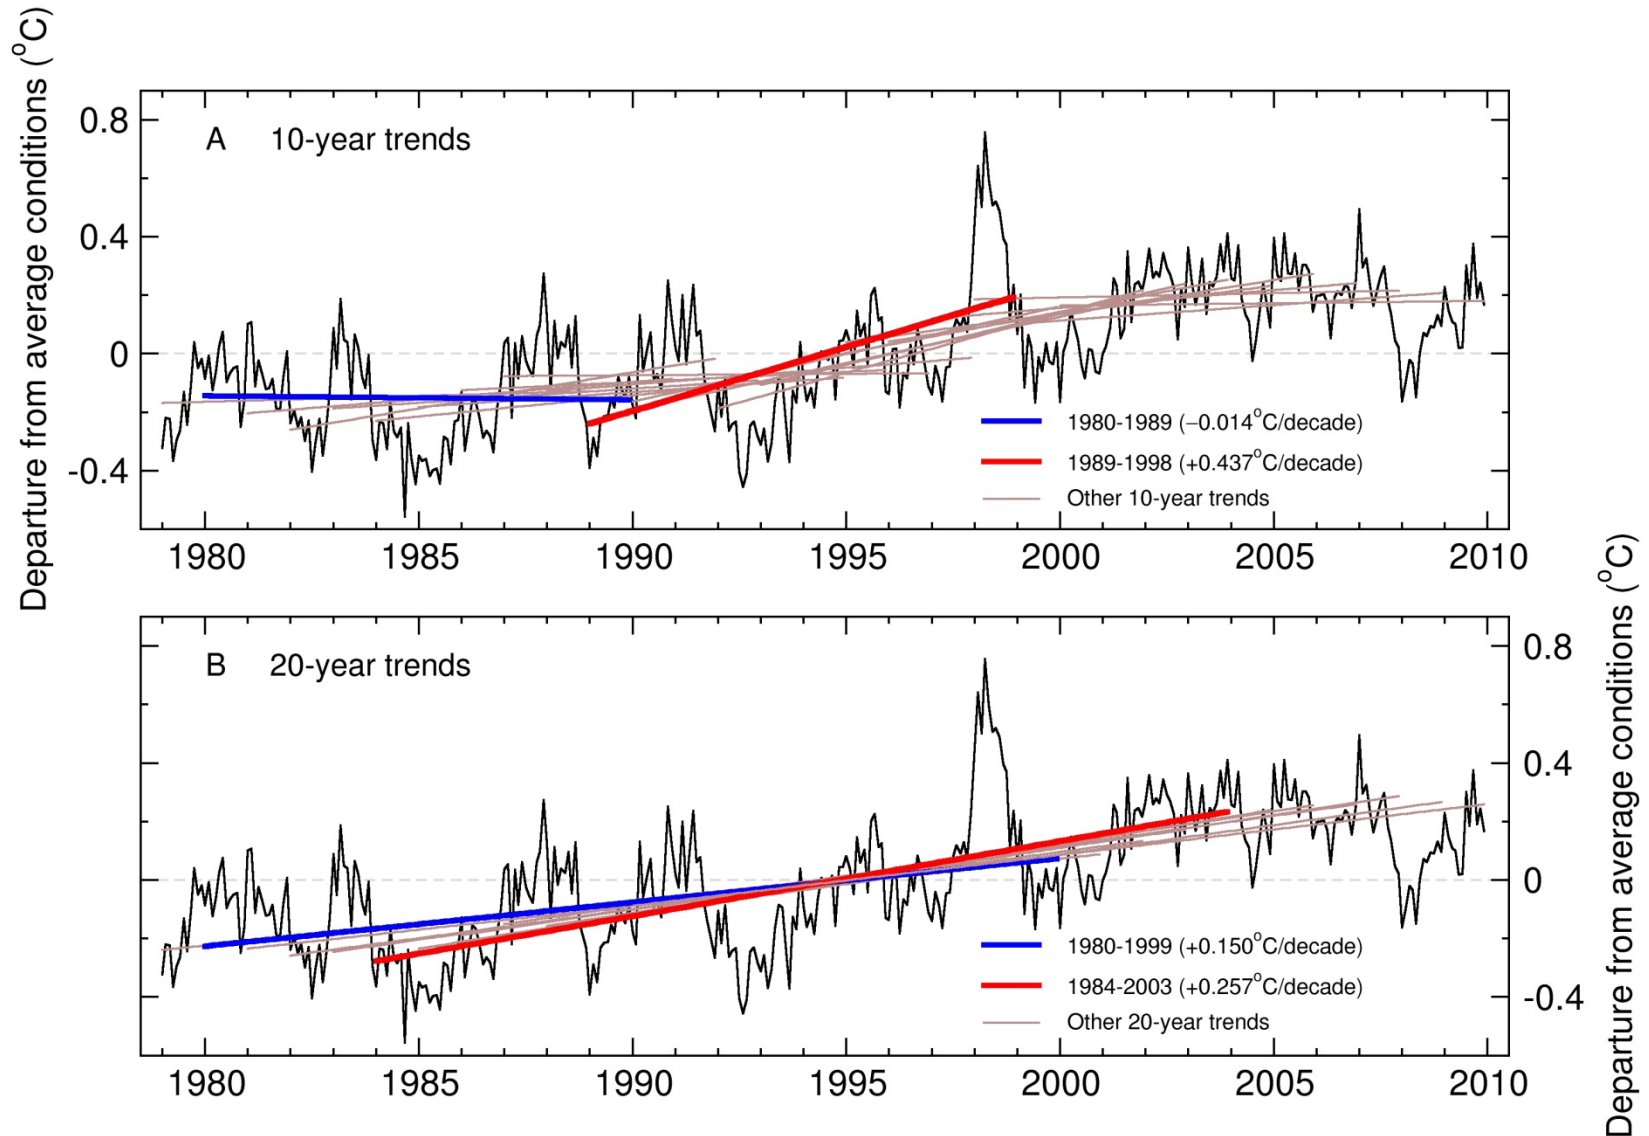 Departure from average conditions (°C)
A 10-year trends
0.8
0.4
0
-0.4
1980-1989 (−0.014°C/decade)
1989-1998 (+0.437°C/decade)
Other 10-year trends
1980 1985 1990 1995 2000 2005 2010
B 20-year trends
0.8
0.4
0
-0.4
1980-1999 (+0.150°C/decade)
1984-2003 (+0.257°C/decade)
Other 20-year trends
1980 1985 1990 1995 2000 2005 2010
Departure from average conditions (°C)